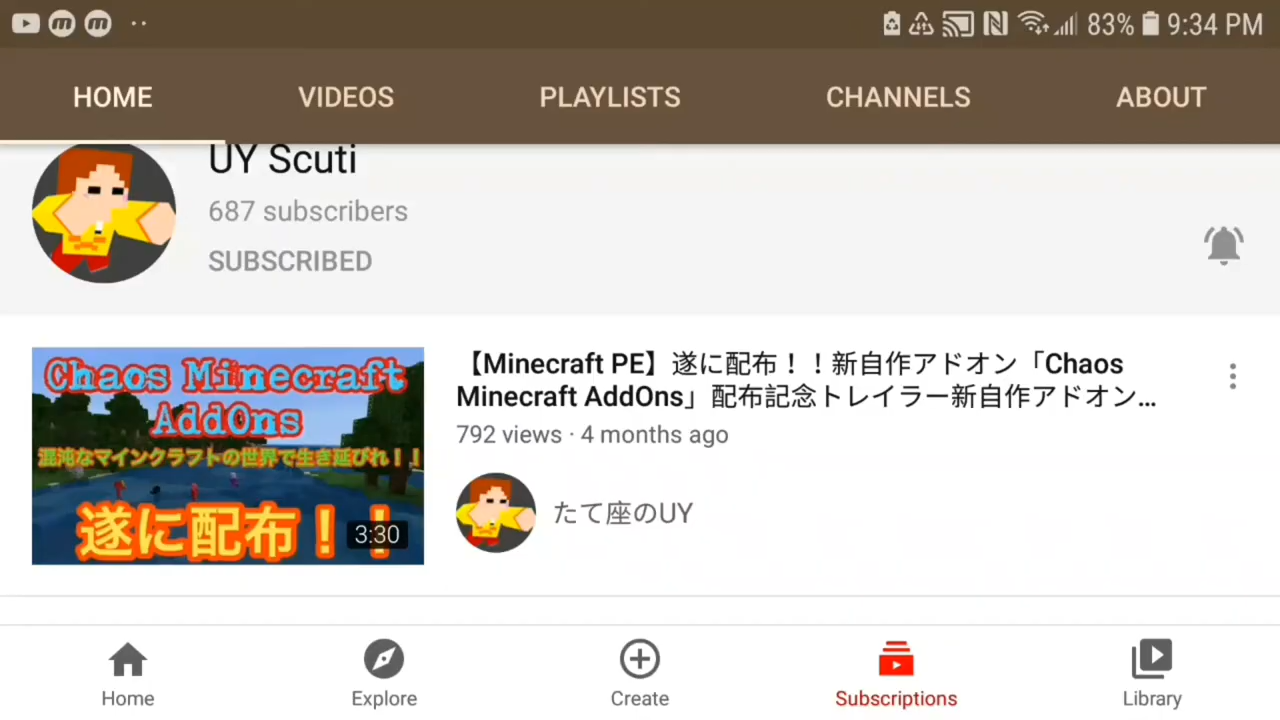 83% 9:34 PM
HOME VIDEOS PLAYLISTS CHANNELS ABOUT
UY Scuti
687 subscribers
SUBSCRIBED
Chaos Minecraft
AddOns
混沌なマインクラフトの世界で生き延びれ！！
遂に配布！！
3:30
【Minecraft PE】遂に配布！！新自作アドオン「Chaos
Minecraft AddOns」配布記念トレイラー新自作アドオン…
792 views · 4 months ago
たて座のUY
Home Explore Create Subscriptions Library